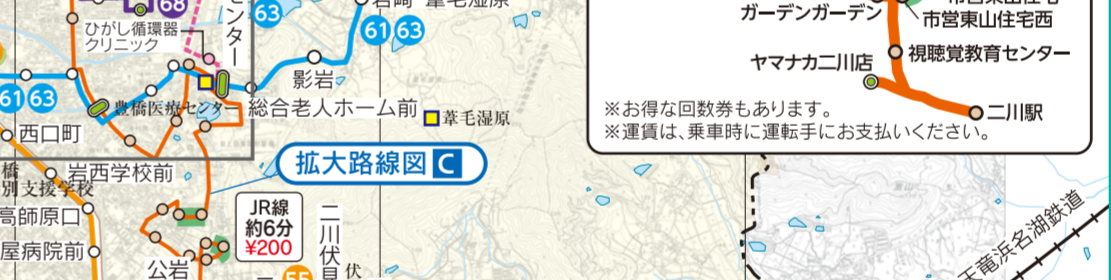 68
ひがし循環器
クリニック
センター
63
岩崎・葦毛湿原
61 63
影岩
61 63
豊橋医療センター
総合老人ホーム前
葦毛湿原
西口町
拡大路線図 C
岩西学校前
別支援学校
高師原口
屋病院前
JR線
約6分
¥200
公岩
二川伏見
55
伏
ガーデンガーデン
市営東山住宅
市営東山住宅西
視聴覚教育センター
ヤマナカ二川店
二川駅
※お得な回数券もあります。
※運賃は、乗車時に運転手にお支払いください。
天竜浜名湖鉄道